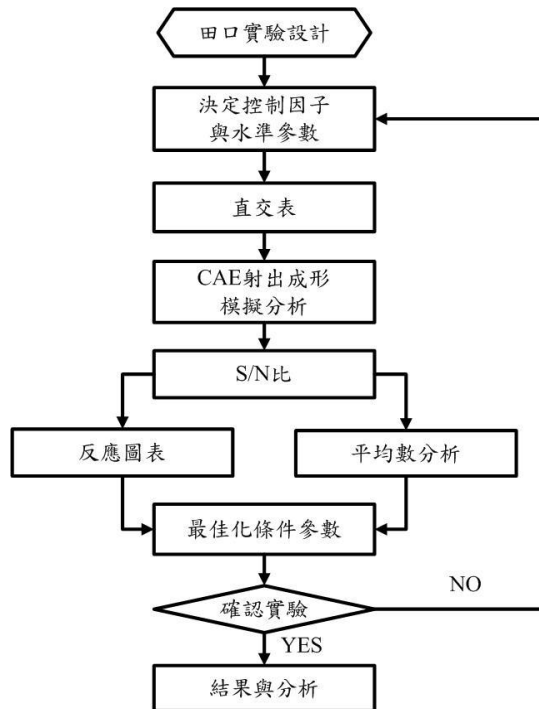 田口實驗設計
決定控制因子
與水準參數
直交表
CAE射出成形
模擬分析
S/N比
反應圖表
平均數分析
最佳化條件參數
確認實驗
NO
YES
結果與分析